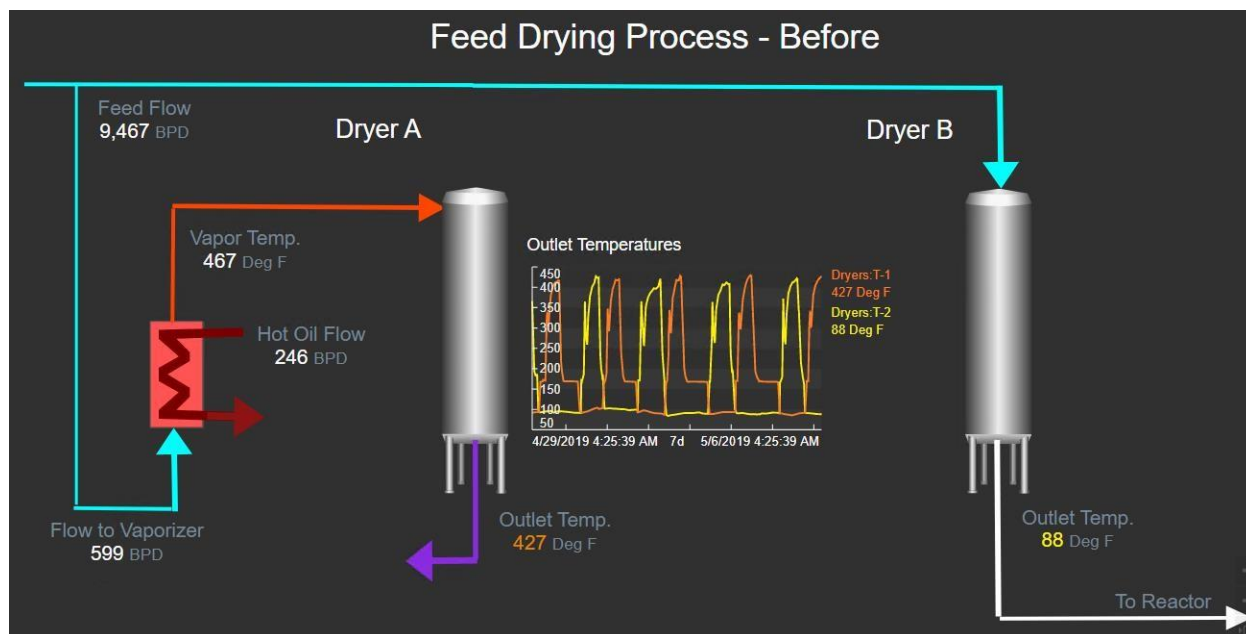 Feed Drying Process - Before
Feed Flow
9,467 BPD
Dryer A
Dryer B
Vapor Temp.
467 Deg F
Hot Oil Flow
246 BPD
Outlet Temperatures
450
400
350
300
250
200
150
100
50
4/29/2019 4:25:39 AM 7d 5/6/2019 4:25:39 AM
Dryers:T-1
427 Deg F
Dryers:T-2
88 Deg F
Flow to Vaporizer
599 BPD
Outlet Temp.
427 Deg F
Outlet Temp.
88 Deg F
To Reactor